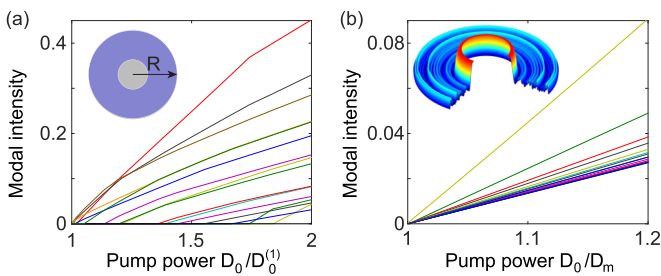 (a)
0.4
0.2
0
Modal intensity
R
1
1.5
2
Pump power D₀/D₀⁽¹⁾
(b)
0.08
0.04
0
Modal intensity
1
1.1
1.2
Pump power D₀/Dₘ